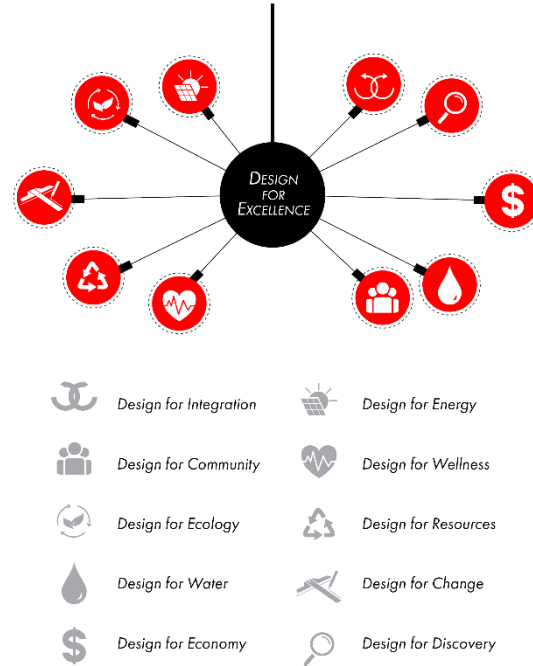 DESIGN
FOR
EXCELLENCE
$
Design for Integration
Design for Energy
Design for Community
Design for Wellness
Design for Ecology
Design for Resources
Design for Water
Design for Change
$
Design for Economy
Design for Discovery